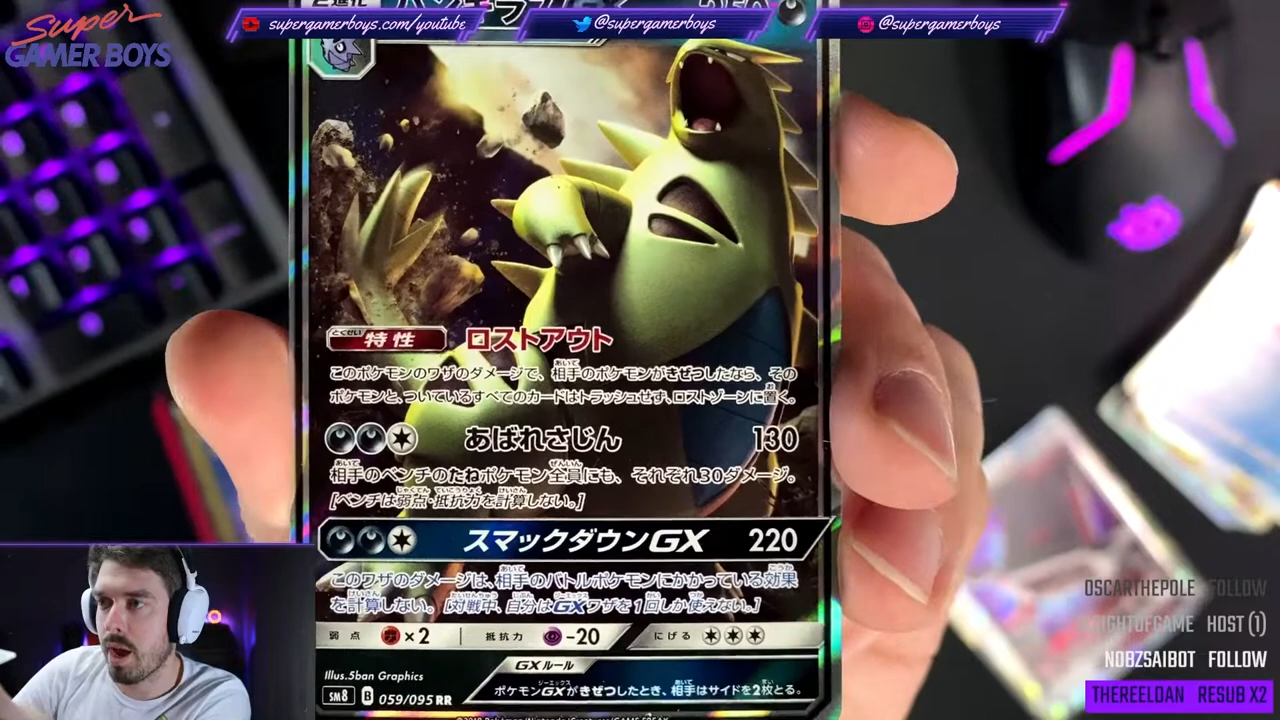 Super
GAMER BOYS
supergamerboys.com/youtube
@supergamerboys
@supergamerboys
とくせい
特性 ロストアウト
このポケモンのワザのダメージで、相手のポケモンがきぜつしたなら、その
ポケモンと、ついているすべてのカードはトラッシュせず、ロストゾーンに置く。
あばれさじん 130
相手のベンチのたねポケモン全員にも、それぞれ30ダメージ。
[ベンチは弱点・抵抗力を計算しない。]
スマックダウンGX 220
このワザのダメージは、相手のバトルポケモンにかかっている効果
を計算しない。[対戦中、自分はGXワザを1回しか使えない。]
弱点 ×2 抵抗力 -20 にげる
GXルール
ポケモンGXがきぜつしたとき、相手はサイドを2枚とる。
Illus.5ban Graphics
SM8 B 059/095 RR
OSCARTHEPOLE FOLLOW
IGHTOFGAME HOST (1)
NOBZSAIBOT FOLLOW
THEREELDAN RESUB X2